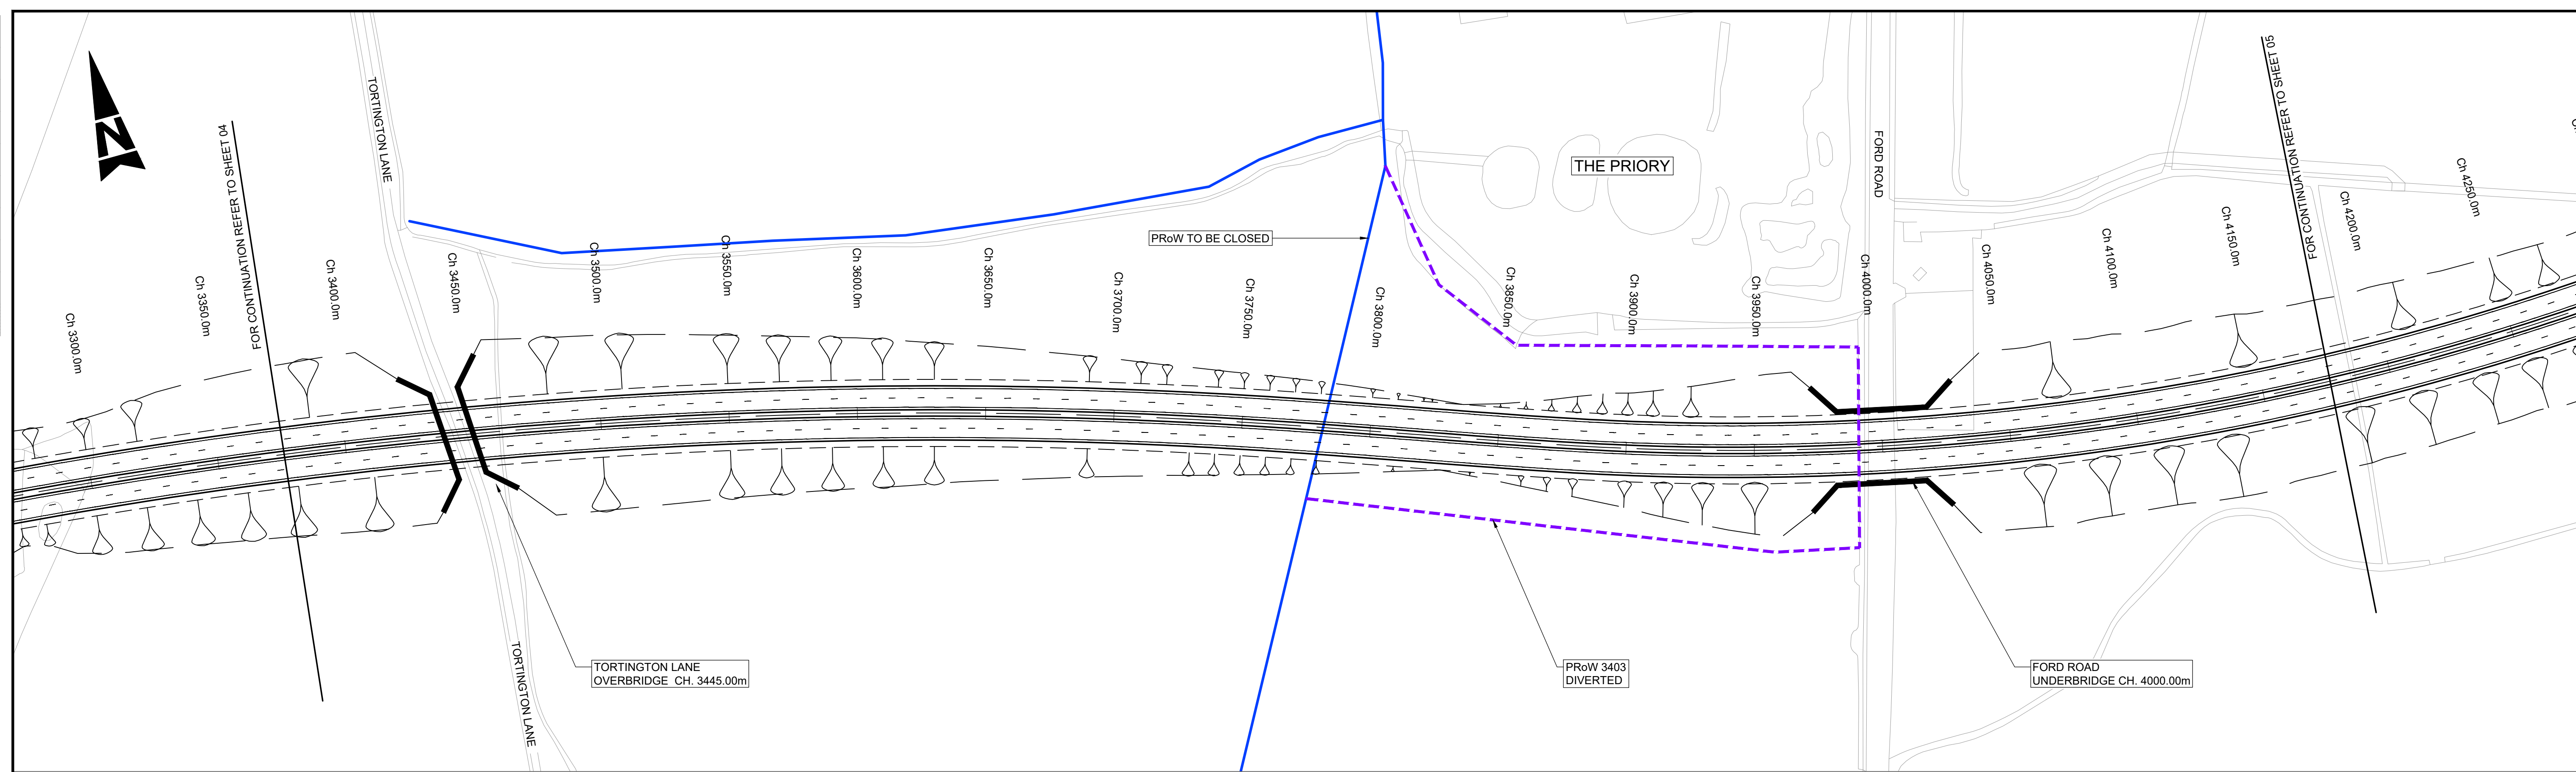 N
TORTINGTON LANE
FOR CONTINUATION REFER TO SHEET 04
FORD ROAD
THE PRIORY
FOR CONTINUATION REFER TO SHEET 05
PRoW TO BE CLOSED
Ch 3300.0m
Ch 3350.0m
Ch 3400.0m
Ch 3450.0m
Ch 3500.0m
Ch 3550.0m
Ch 3600.0m
Ch 3650.0m
Ch 3700.0m
Ch 3750.0m
Ch 3800.0m
Ch 3850.0m
Ch 3900.0m
Ch 3950.0m
Ch 4000.0m
Ch 4050.0m
Ch 4100.0m
Ch 4150.0m
Ch 4200.0m
Ch 4250.0m
TORTINGTON LANE
TORTINGTON LANE
OVERBRIDGE CH. 3445.00m
PRoW 3403
DIVERTED
FORD ROAD
UNDERBRIDGE CH. 4000.00m